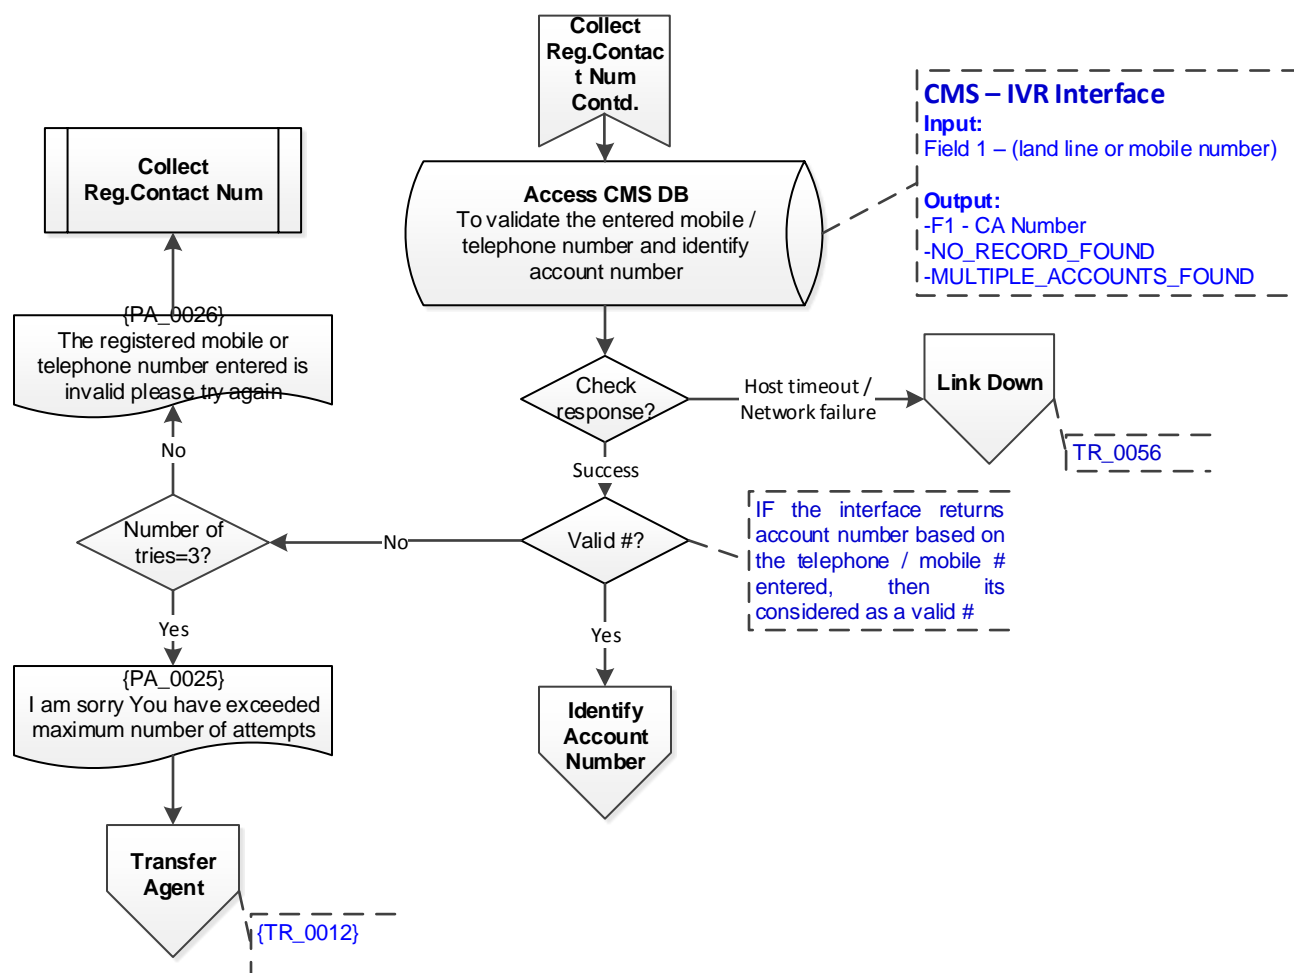 Collect
Reg.Contac
t Num
Contd.
CMS – IVR Interface
Input:
Field 1 – (land line or mobile number)
Output:
-F1 - CA Number
-NO_RECORD_FOUND
-MULTIPLE_ACCOUNTS_FOUND
Collect
Reg.Contact Num
Access CMS DB
To validate the entered mobile /
telephone number and identify
account number
{PA_0026}
The registered mobile or
telephone number entered is
invalid please try again
Check
response?
Host timeout /
Network failure
Link Down
TR_0056
No
Success
Number of
tries=3?
No
Valid #?
IF the interface returns
account number based on
the telephone / mobile #
entered, then its
considered as a valid #
Yes
Yes
{PA_0025}
I am sorry You have exceeded
maximum number of attempts
Identify
Account
Number
Transfer
Agent
{TR_0012}